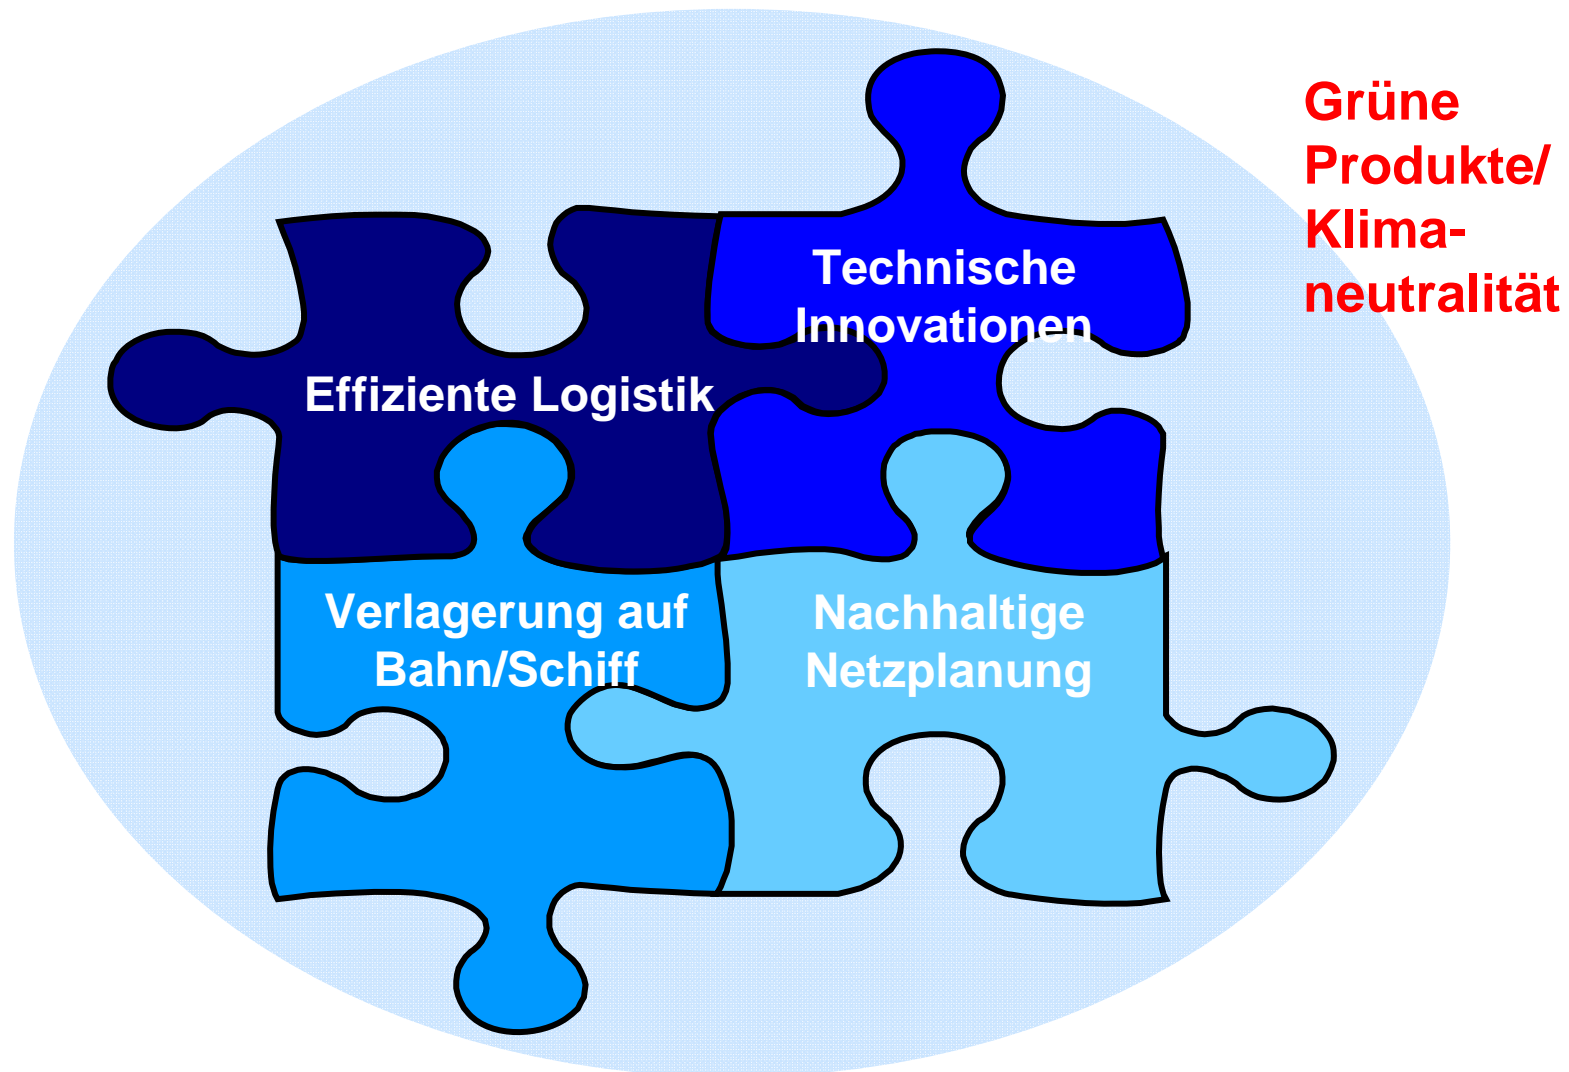 Grüne
Produkte/
Klima-
neutralität
Technische
Innovationen
Effiziente Logistik
Verlagerung auf
Bahn/Schiff
Nachhaltige
Netzplanung